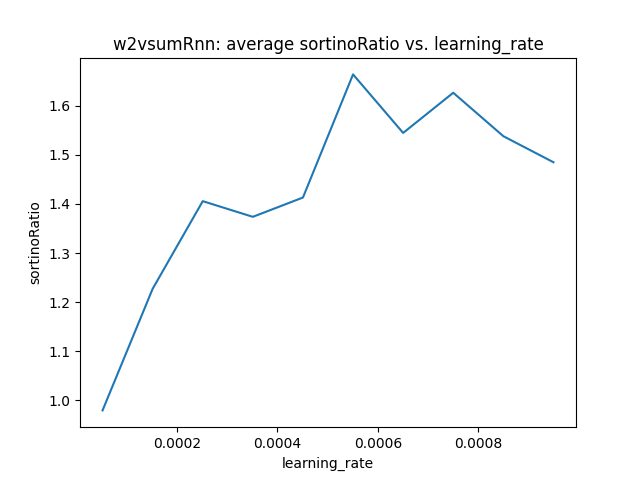 w2vsumRnn: average sortinoRatio vs. learning_rate
1.6
1.5
1.4
1.3
1.2
1.1
1.0
sortinoRatio
0.0002 0.0004 0.0006 0.0008
learning_rate